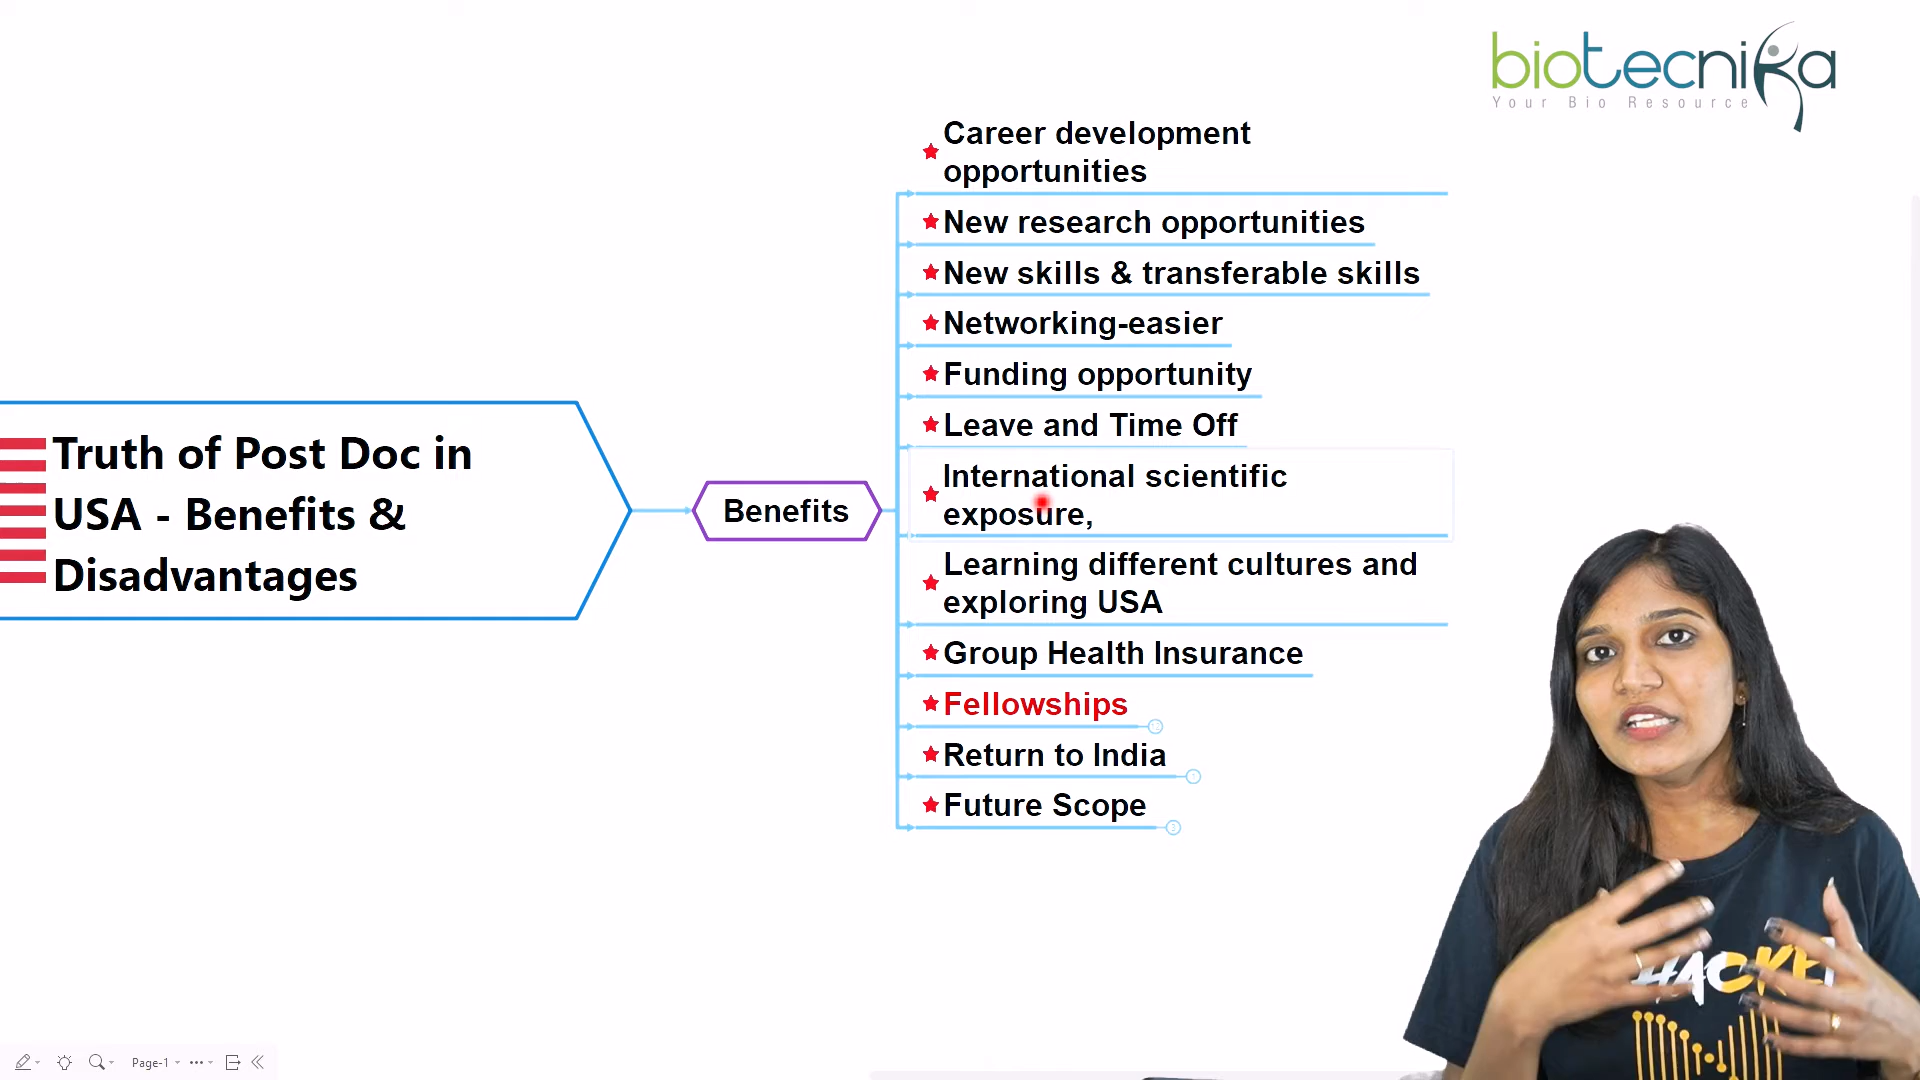 biotecnika
Your Bio Resource
Career development
opportunities
New research opportunities
New skills & transferable skills
Networking-easier
Funding opportunity
Leave and Time Off
International scientific
exposure,
Learning different cultures and
exploring USA
Group Health Insurance
Fellowships
Return to India
Future Scope
Benefits
Truth of Post Doc in
USA - Benefits &
Disadvantages
HACKE
Page-1